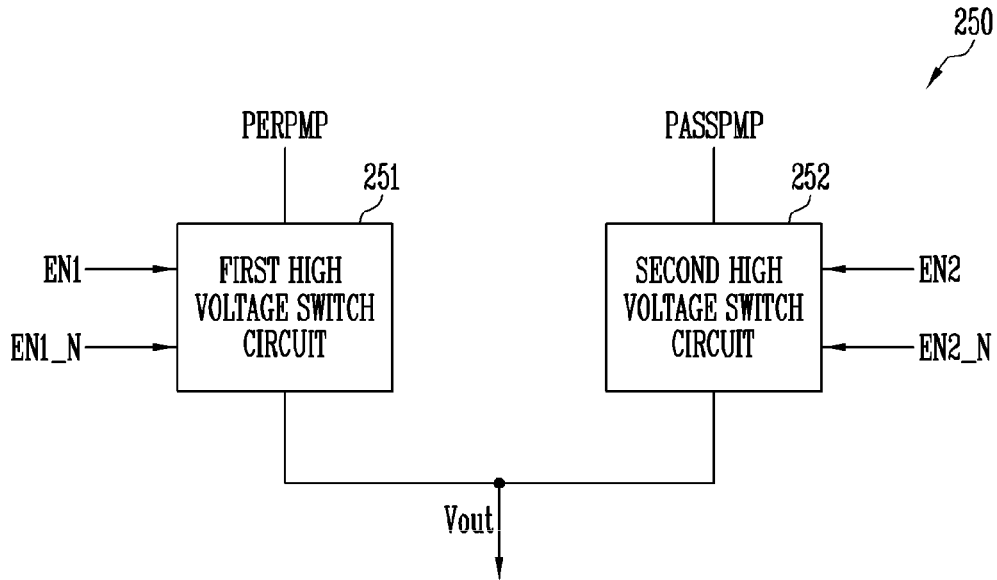 250
PERPMP
PASSPMP
251
252
EN1
FIRST HIGH
VOLTAGE SWITCH
CIRCUIT
EN1_N
SECOND HIGH
VOLTAGE SWITCH
CIRCUIT
EN2
EN2_N
Vout